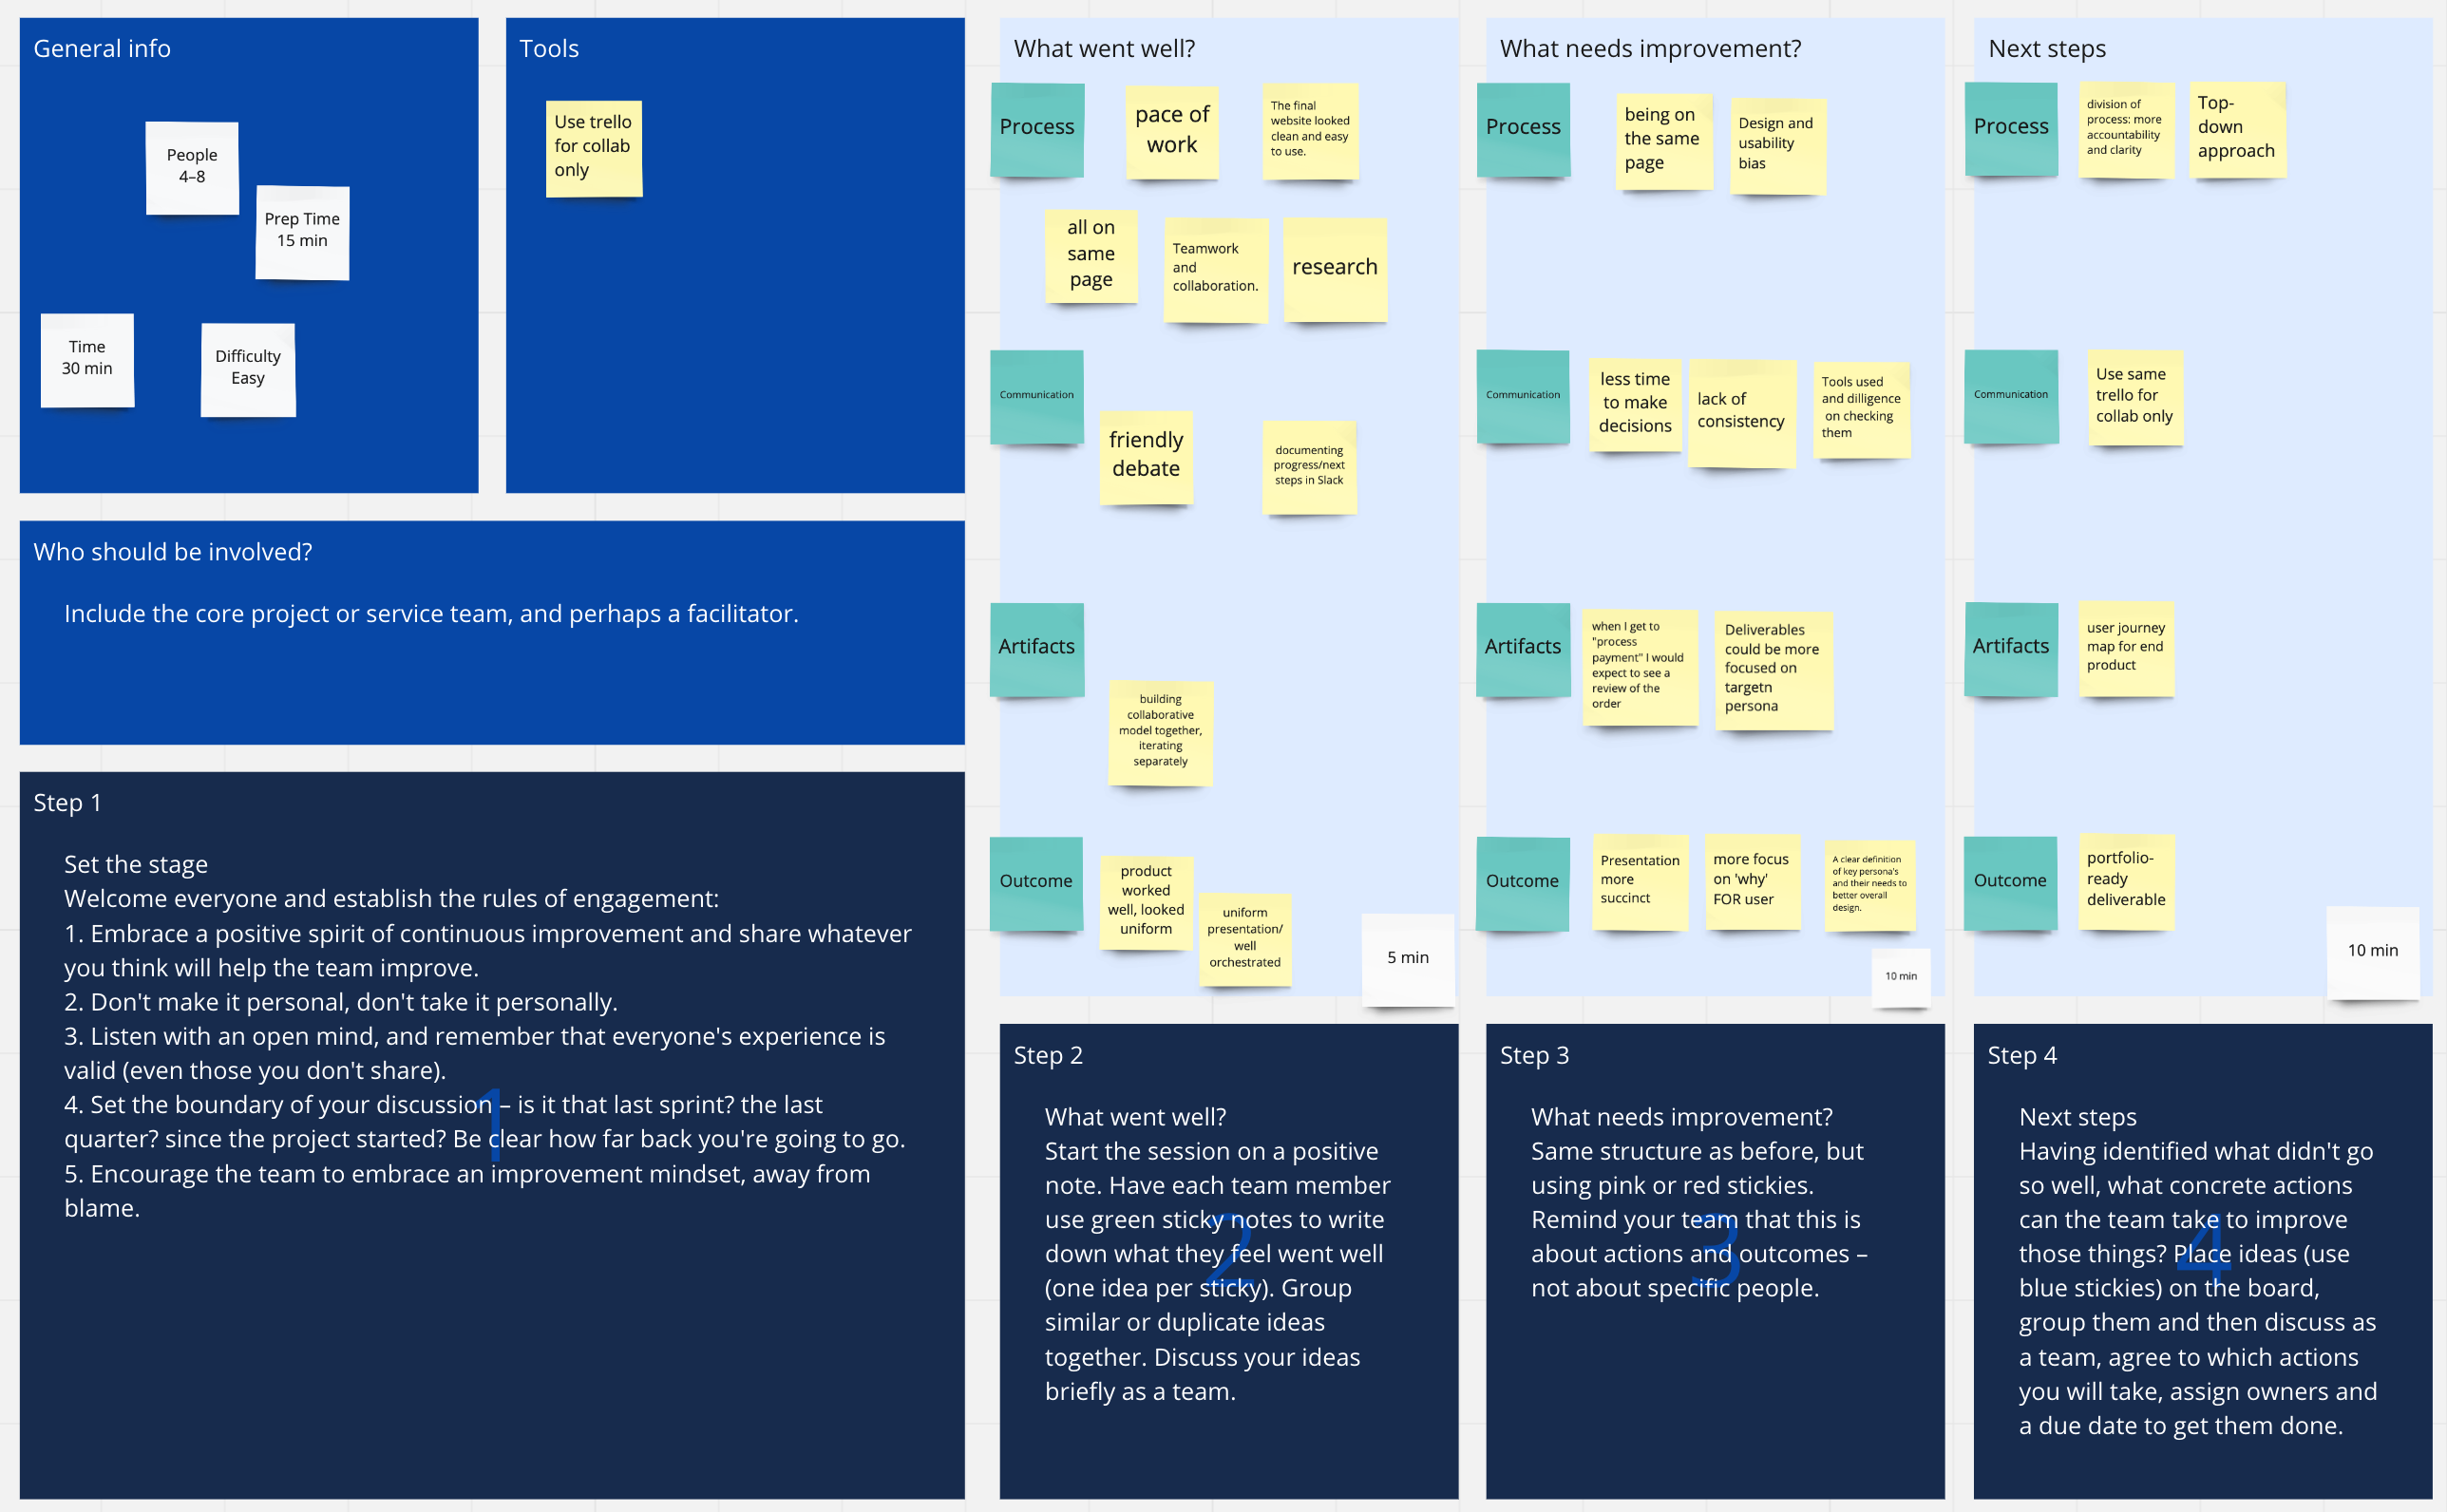 General info
People
4–8
Prep Time
15 min
Time
30 min
Difficulty
Easy
Tools
Use trello
for collab
only
Who should be involved?
Include the core project or service team, and perhaps a facilitator.
Step 1
Set the stage
Welcome everyone and establish the rules of engagement:
1. Embrace a positive spirit of continuous improvement and share whatever
you think will help the team improve.
2. Don't make it personal, don't take it personally.
3. Listen with an open mind, and remember that everyone's experience is
valid (even those you don't share).
4. Set the boundary of your discussion – is it that last sprint? the last
quarter? since the project started? Be clear how far back you're going to go.
5. Encourage the team to embrace an improvement mindset, away from
blame.
1
What went well?
Process
pace of
work
The final
website looked
clean and easy
to use.
all on
same
page
Teamwork
and
collaboration.
research
Communication
friendly
debate
documenting
progress/next
steps in Slack
Artifacts
building
collaborative
model together,
iterating
separately
Outcome
product
worked
well, looked
uniform
uniform
presentation/
well
orchestrated
5 min
Step 2
What went well?
Start the session on a positive
note. Have each team member
use green sticky notes to write
down what they feel went well
(one idea per sticky). Group
similar or duplicate ideas
together. Discuss your ideas
briefly as a team.
2
What needs improvement?
Process
being on
the same
page
Design and
usability
bias
Communication
less time
to make
decisions
lack of
consistency
Tools used
and dilligence
on checking
them
Artifacts
when I get to
"process
payment" I would
expect to see a
review of the
order
Deliverables
could be more
focused on
targetn
persona
Outcome
Presentation
more
succinct
more focus
on 'why'
FOR user
A clear definition
of key persona's
and their needs to
better overall
design.
10 min
Step 3
What needs improvement?
Same structure as before, but
using pink or red stickies.
Remind your team that this is
about actions and outcomes –
not about specific people.
3
Next steps
Process
division of
process: more
accountability
and clarity
Top-
down
approach
Communication
Use same
trello for
collab only
Artifacts
user journey
map for end
product
Outcome
portfolio-
ready
deliverable
10 min
Step 4
Next steps
Having identified what didn't go
so well, what concrete actions
can the team take to improve
those things? Place ideas (use
blue stickies) on the board,
group them and then discuss as
a team, agree to which actions
you will take, assign owners and
a due date to get them done.
4